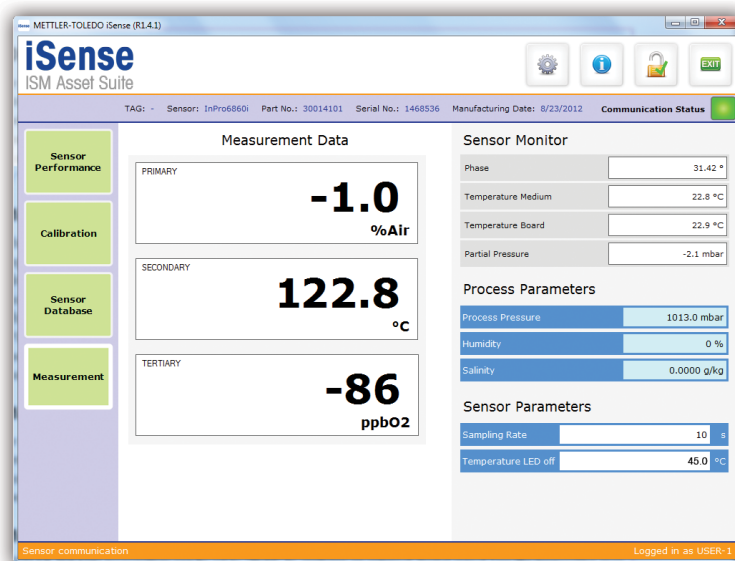 METTLER-TOLEDO iSense (R1.4.1)
iSense
ISM Asset Suite
EXIT
TAG: - Sensor: InPro6860i Part No.: 30014101 Serial No.: 1468536 Manufacturing Date: 8/23/2012 Communication Status
Sensor
Performance
Calibration
Sensor
Database
Measurement
Measurement Data
PRIMARY
-1.0
%Air
SECONDARY
122.8
°C
TERTIARY
-86
ppbO2
Sensor Monitor
Phase 31.42 °
Temperature Medium 22.8 °C
Temperature Board 22.9 °C
Partial Pressure -2.1 mbar
Process Parameters
Process Pressure 1013.0 mbar
Humidity 0 %
Salinity 0.0000 g/kg
Sensor Parameters
Sampling Rate 10 s
Temperature LED off 45.0 °C
Sensor communication Logged in as USER-1